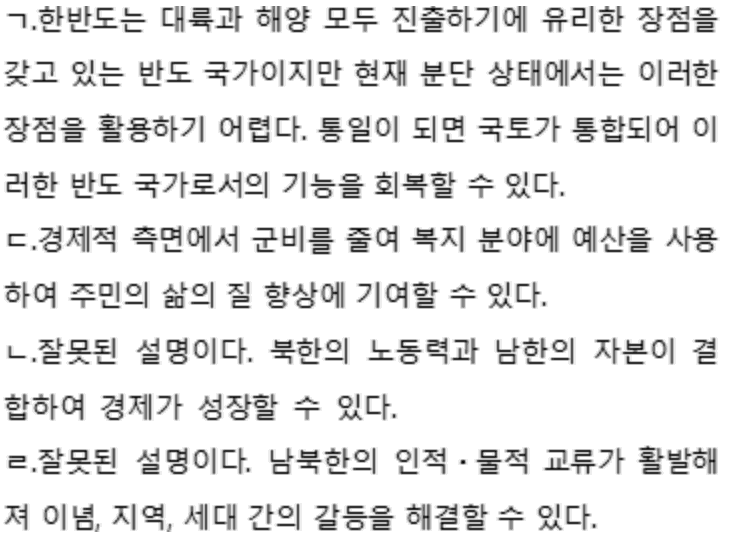 ㄱ.한반도는 대륙과 해양 모두 진출하기에 유리한 장점을
갖고 있는 반도 국가이지만 현재 분단 상태에서는 이러한
장점을 활용하기 어렵다. 통일이 되면 국토가 통합되어 이
러한 반도 국가로서의 기능을 회복할 수 있다.
ㄷ.경제적 측면에서 군비를 줄여 복지 분야에 예산을 사용
하여 주민의 삶의 질 향상에 기여할 수 있다.
ㄴ.잘못된 설명이다. 북한의 노동력과 남한의 자본이 결
합하여 경제가 성장할 수 있다.
ㄹ.잘못된 설명이다. 남북한의 인적·물적 교류가 활발해
져 이념, 지역, 세대 간의 갈등을 해결할 수 있다.